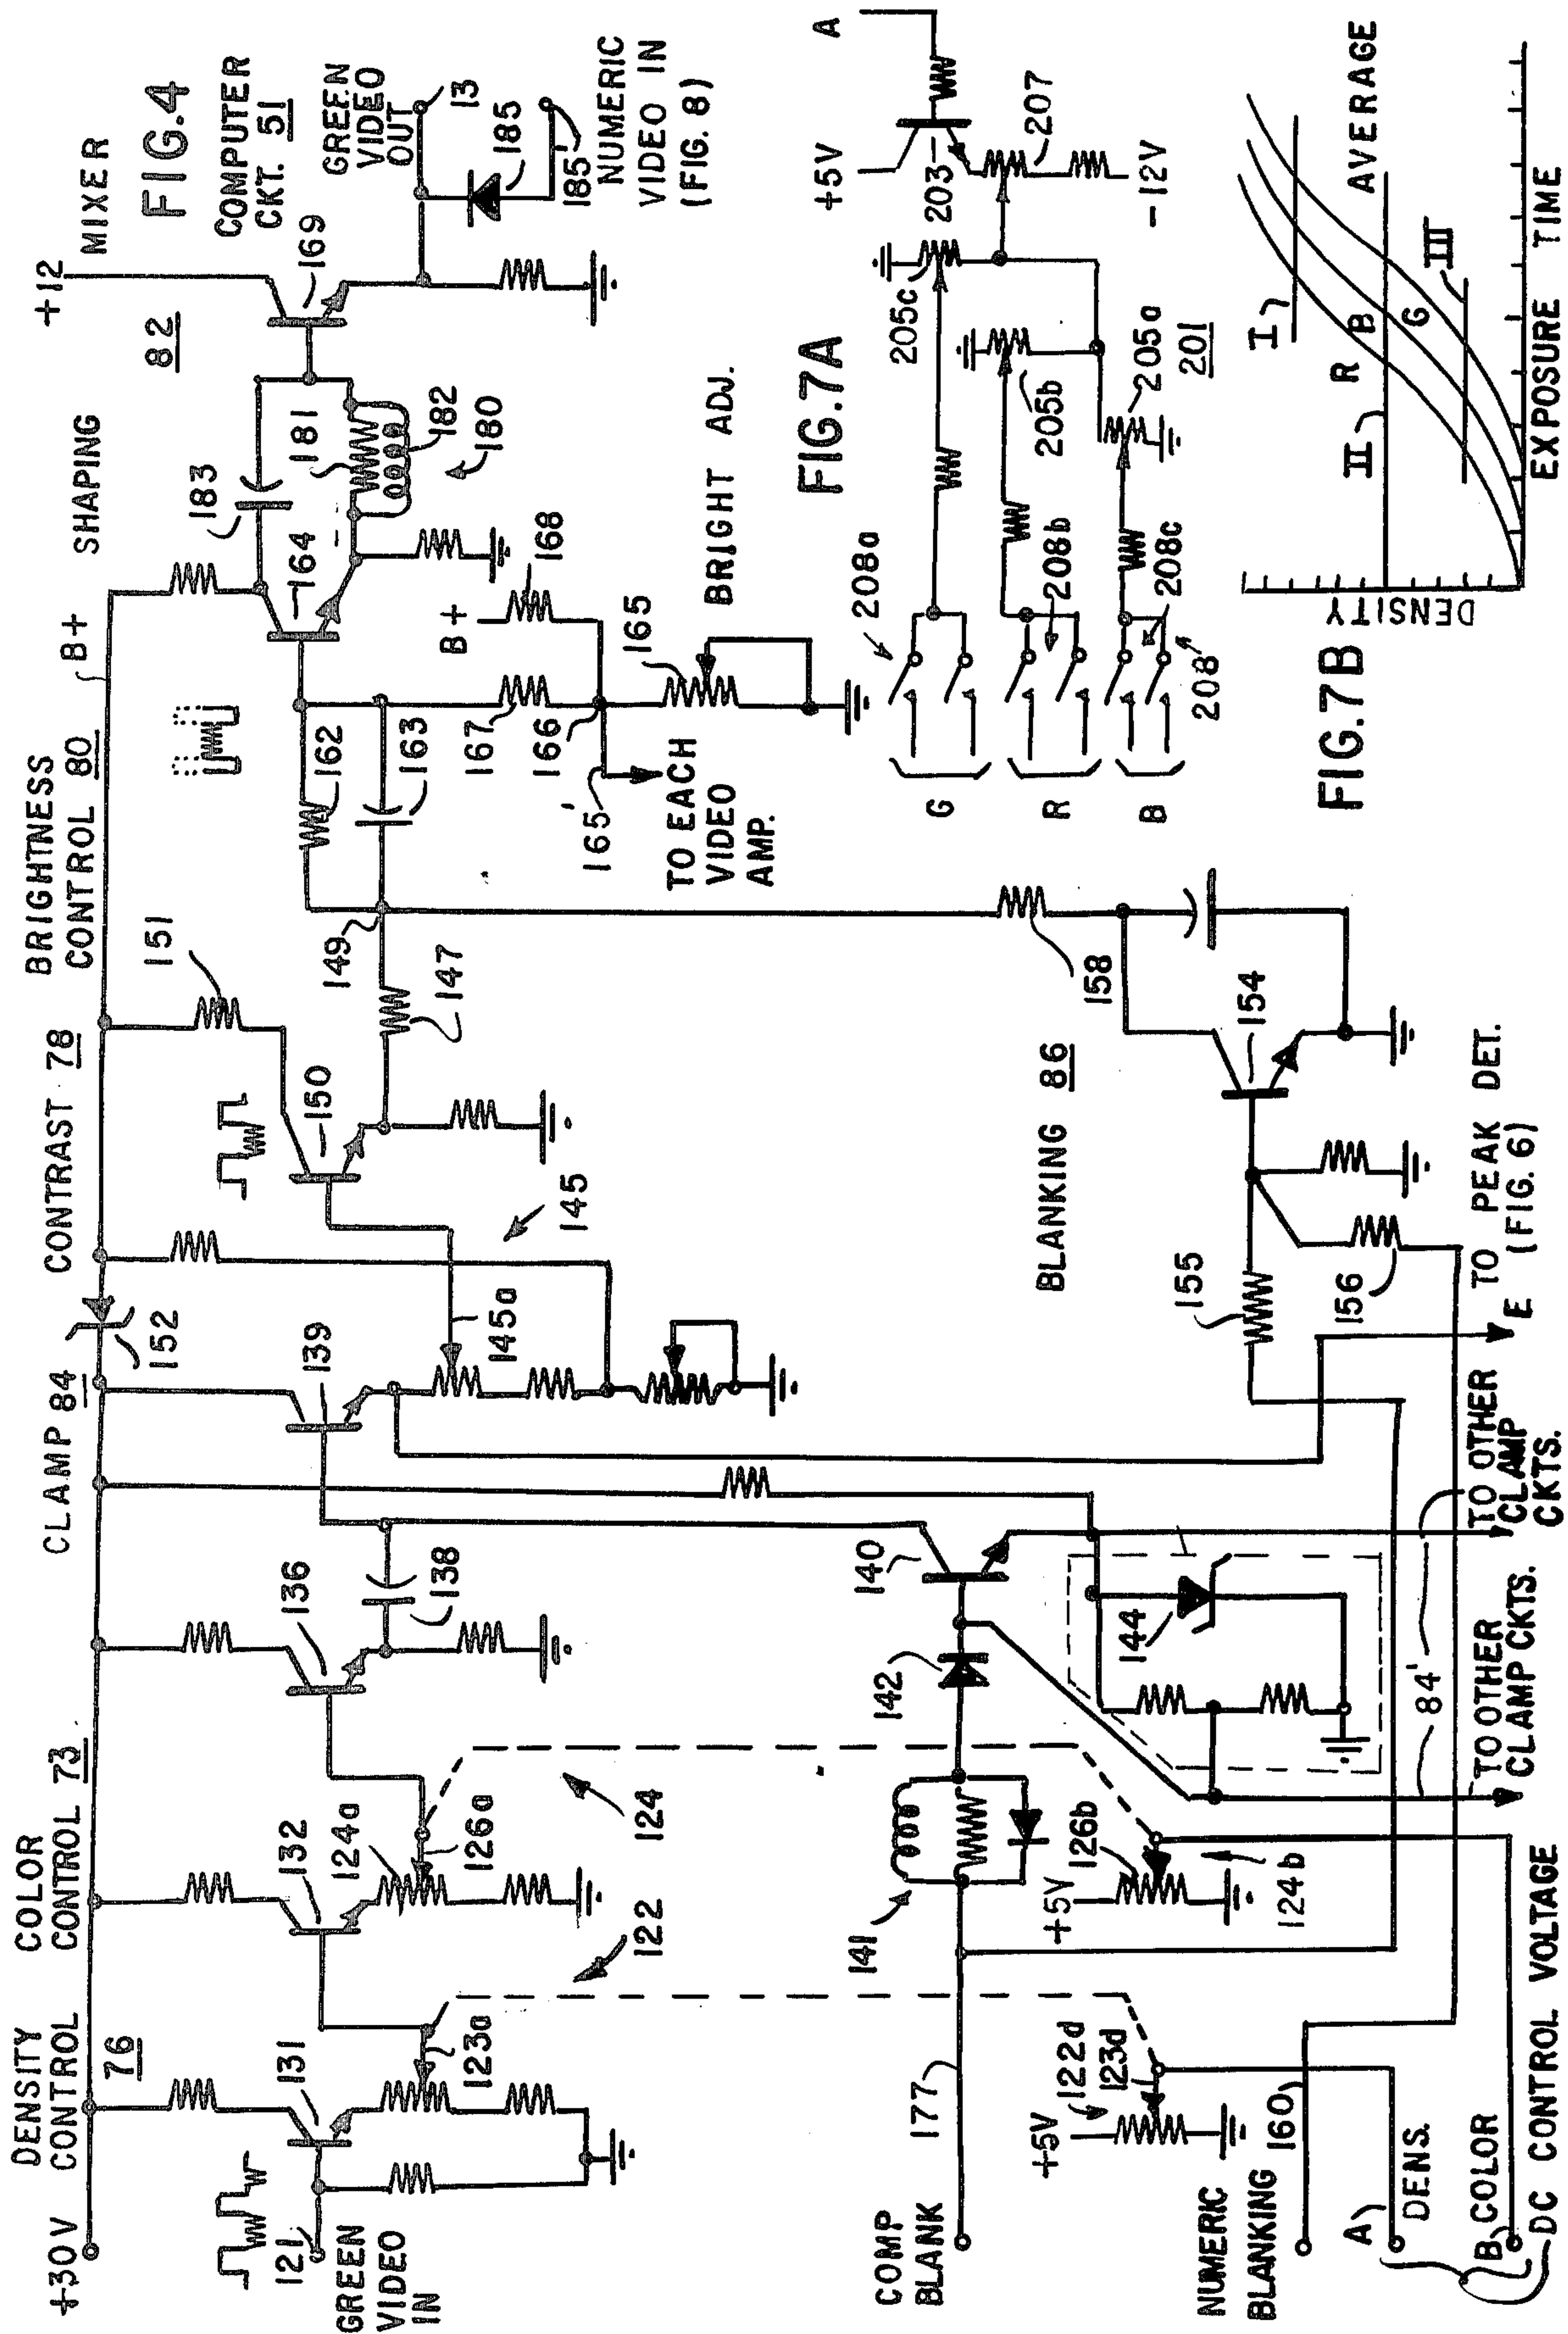 FIG.4
DENSITY
CONTROL
76
COLOR
CONTROL 73
CLAMP 84
CONTRAST 78
BRIGHTNESS
CONTROL 80
SHAPING
82
MIXER
COMPUTER
CKT. 51
+30V
B+
+12
152
151
131
132
136
139
150
164
183
169
121
GREEN
VIDEO
IN
123a
122
124a
126a
124
138
145a
145
149
147
162
163
167
166
B+
168
165
165'
TO EACH
VIDEO
AMP.
BRIGHT ADJ.
181
182
180
GREEN
VIDEO
OUT
13
185
185'
NUMERIC
VIDEO IN
(FIG. 8)
COMP
BLANK
177
141
142
140
144
+5V
122d
123d
+5V
126b
124b
NUMERIC
BLANKING
160
A
DENS.
B
COLOR
DC CONTROL VOLTAGE
84'
TO OTHER
CLAMP CKTS.
TO OTHER
CLAMP
CKTS.
E TO PEAK DET.
(FIG. 6)
BLANKING 86
155
156
154
158
FIG.7A
G
R
B
208a
208b
208c
208
205c
205b
205a
201
+5V
203
207
-12V
A
FIG.7B
DENSITY
I
II
III
R
B
G
AVERAGE
EXPOSURE TIME